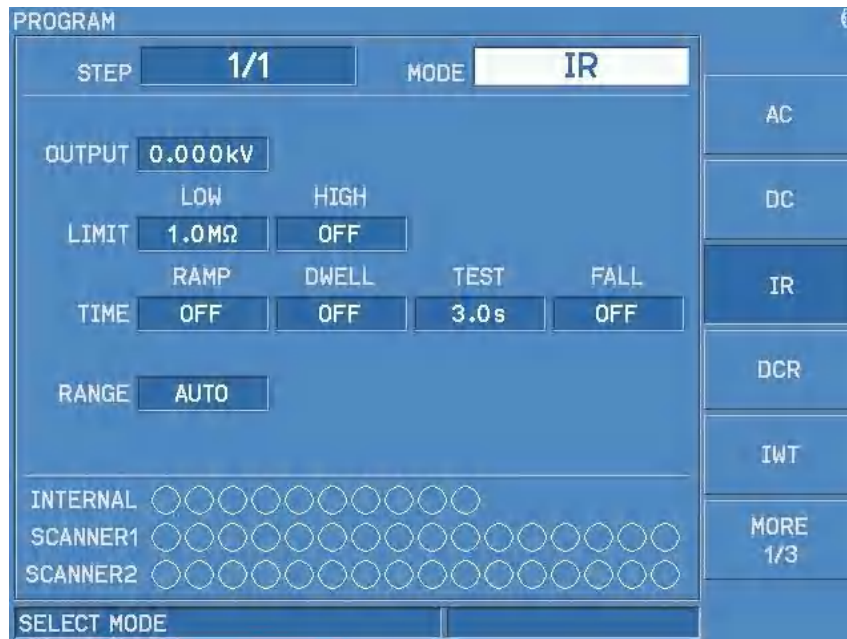 PROGRAM
STEP 1/1 MODE IR
OUTPUT 0.000kV
LOW HIGH
LIMIT 1.0MΩ OFF
RAMP DWELL TEST FALL
TIME OFF OFF 3.0s OFF
RANGE AUTO
INTERNAL
SCANNER1
SCANNER2
SELECT MODE
AC
DC
IR
DCR
IWT
MORE
1/3